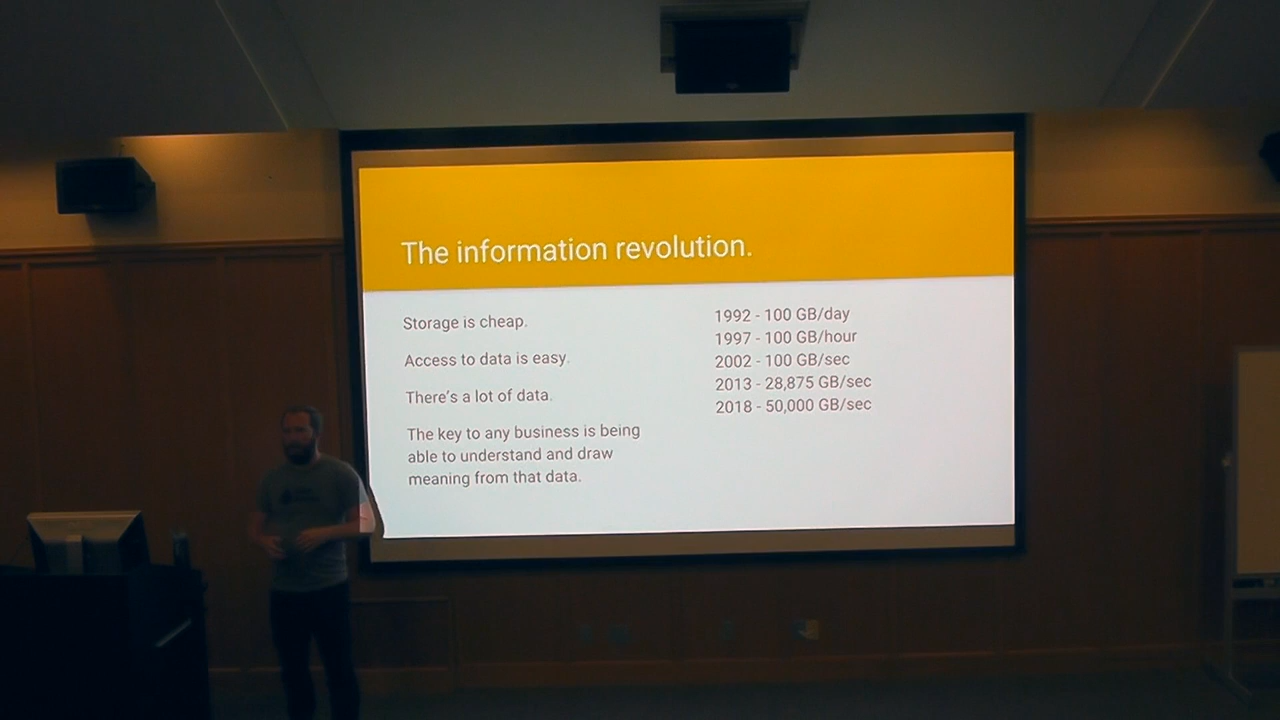 The information revolution.
Storage is cheap.
Access to data is easy.
There's a lot of data.
The key to any business is being
able to understand and draw
meaning from that data.
1992 - 100 GB/day
1997 - 100 GB/hour
2002 - 100 GB/sec
2013 - 28,875 GB/sec
2018 - 50,000 GB/sec